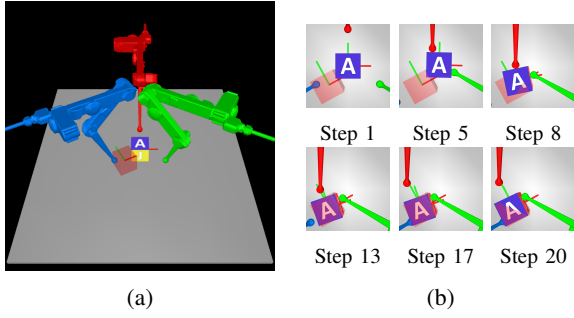 A
A A A
Step 1 Step 5 Step 8
A A A
Step 13 Step 17 Step 20
(a) (b)